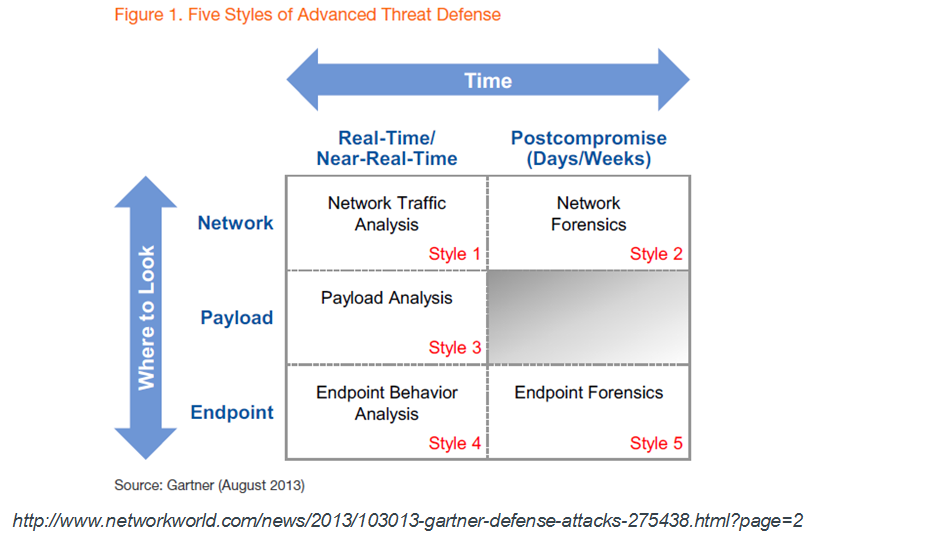 Figure 1. Five Styles of Advanced Threat Defense
Time
Real-Time/
Near-Real-Time
Postcompromise
(Days/Weeks)
Where to Look
Network
Network Traffic
Analysis
Style 1
Network
Forensics
Style 2
Payload
Payload Analysis
Style 3
Endpoint
Endpoint Behavior
Analysis
Style 4
Endpoint Forensics
Style 5
Source: Gartner (August 2013)
http://www.networkworld.com/news/2013/103013-gartner-defense-attacks-275438.html?page=2